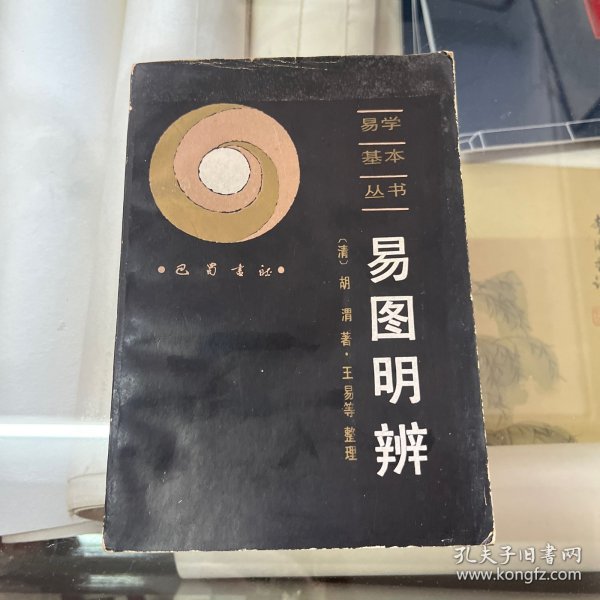 易学
基本
丛书
易图明辨
〔清〕胡渭著·王易等整理
·巴蜀书社·
孔夫子旧书网
www.kongfz.com